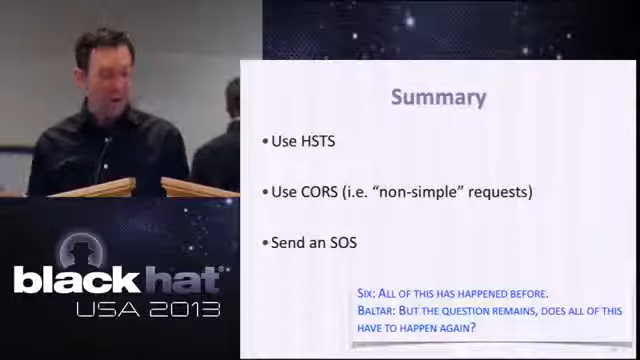 Summary
• Use HSTS
• Use CORS (i.e. “non-simple” requests)
• Send an SOS
SIX: ALL OF THIS HAS HAPPENED BEFORE.
BALTAR: BUT THE QUESTION REMAINS, DOES ALL OF THIS
HAVE TO HAPPEN AGAIN?
black hat®
USA 2013